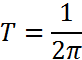 T = 1/2π